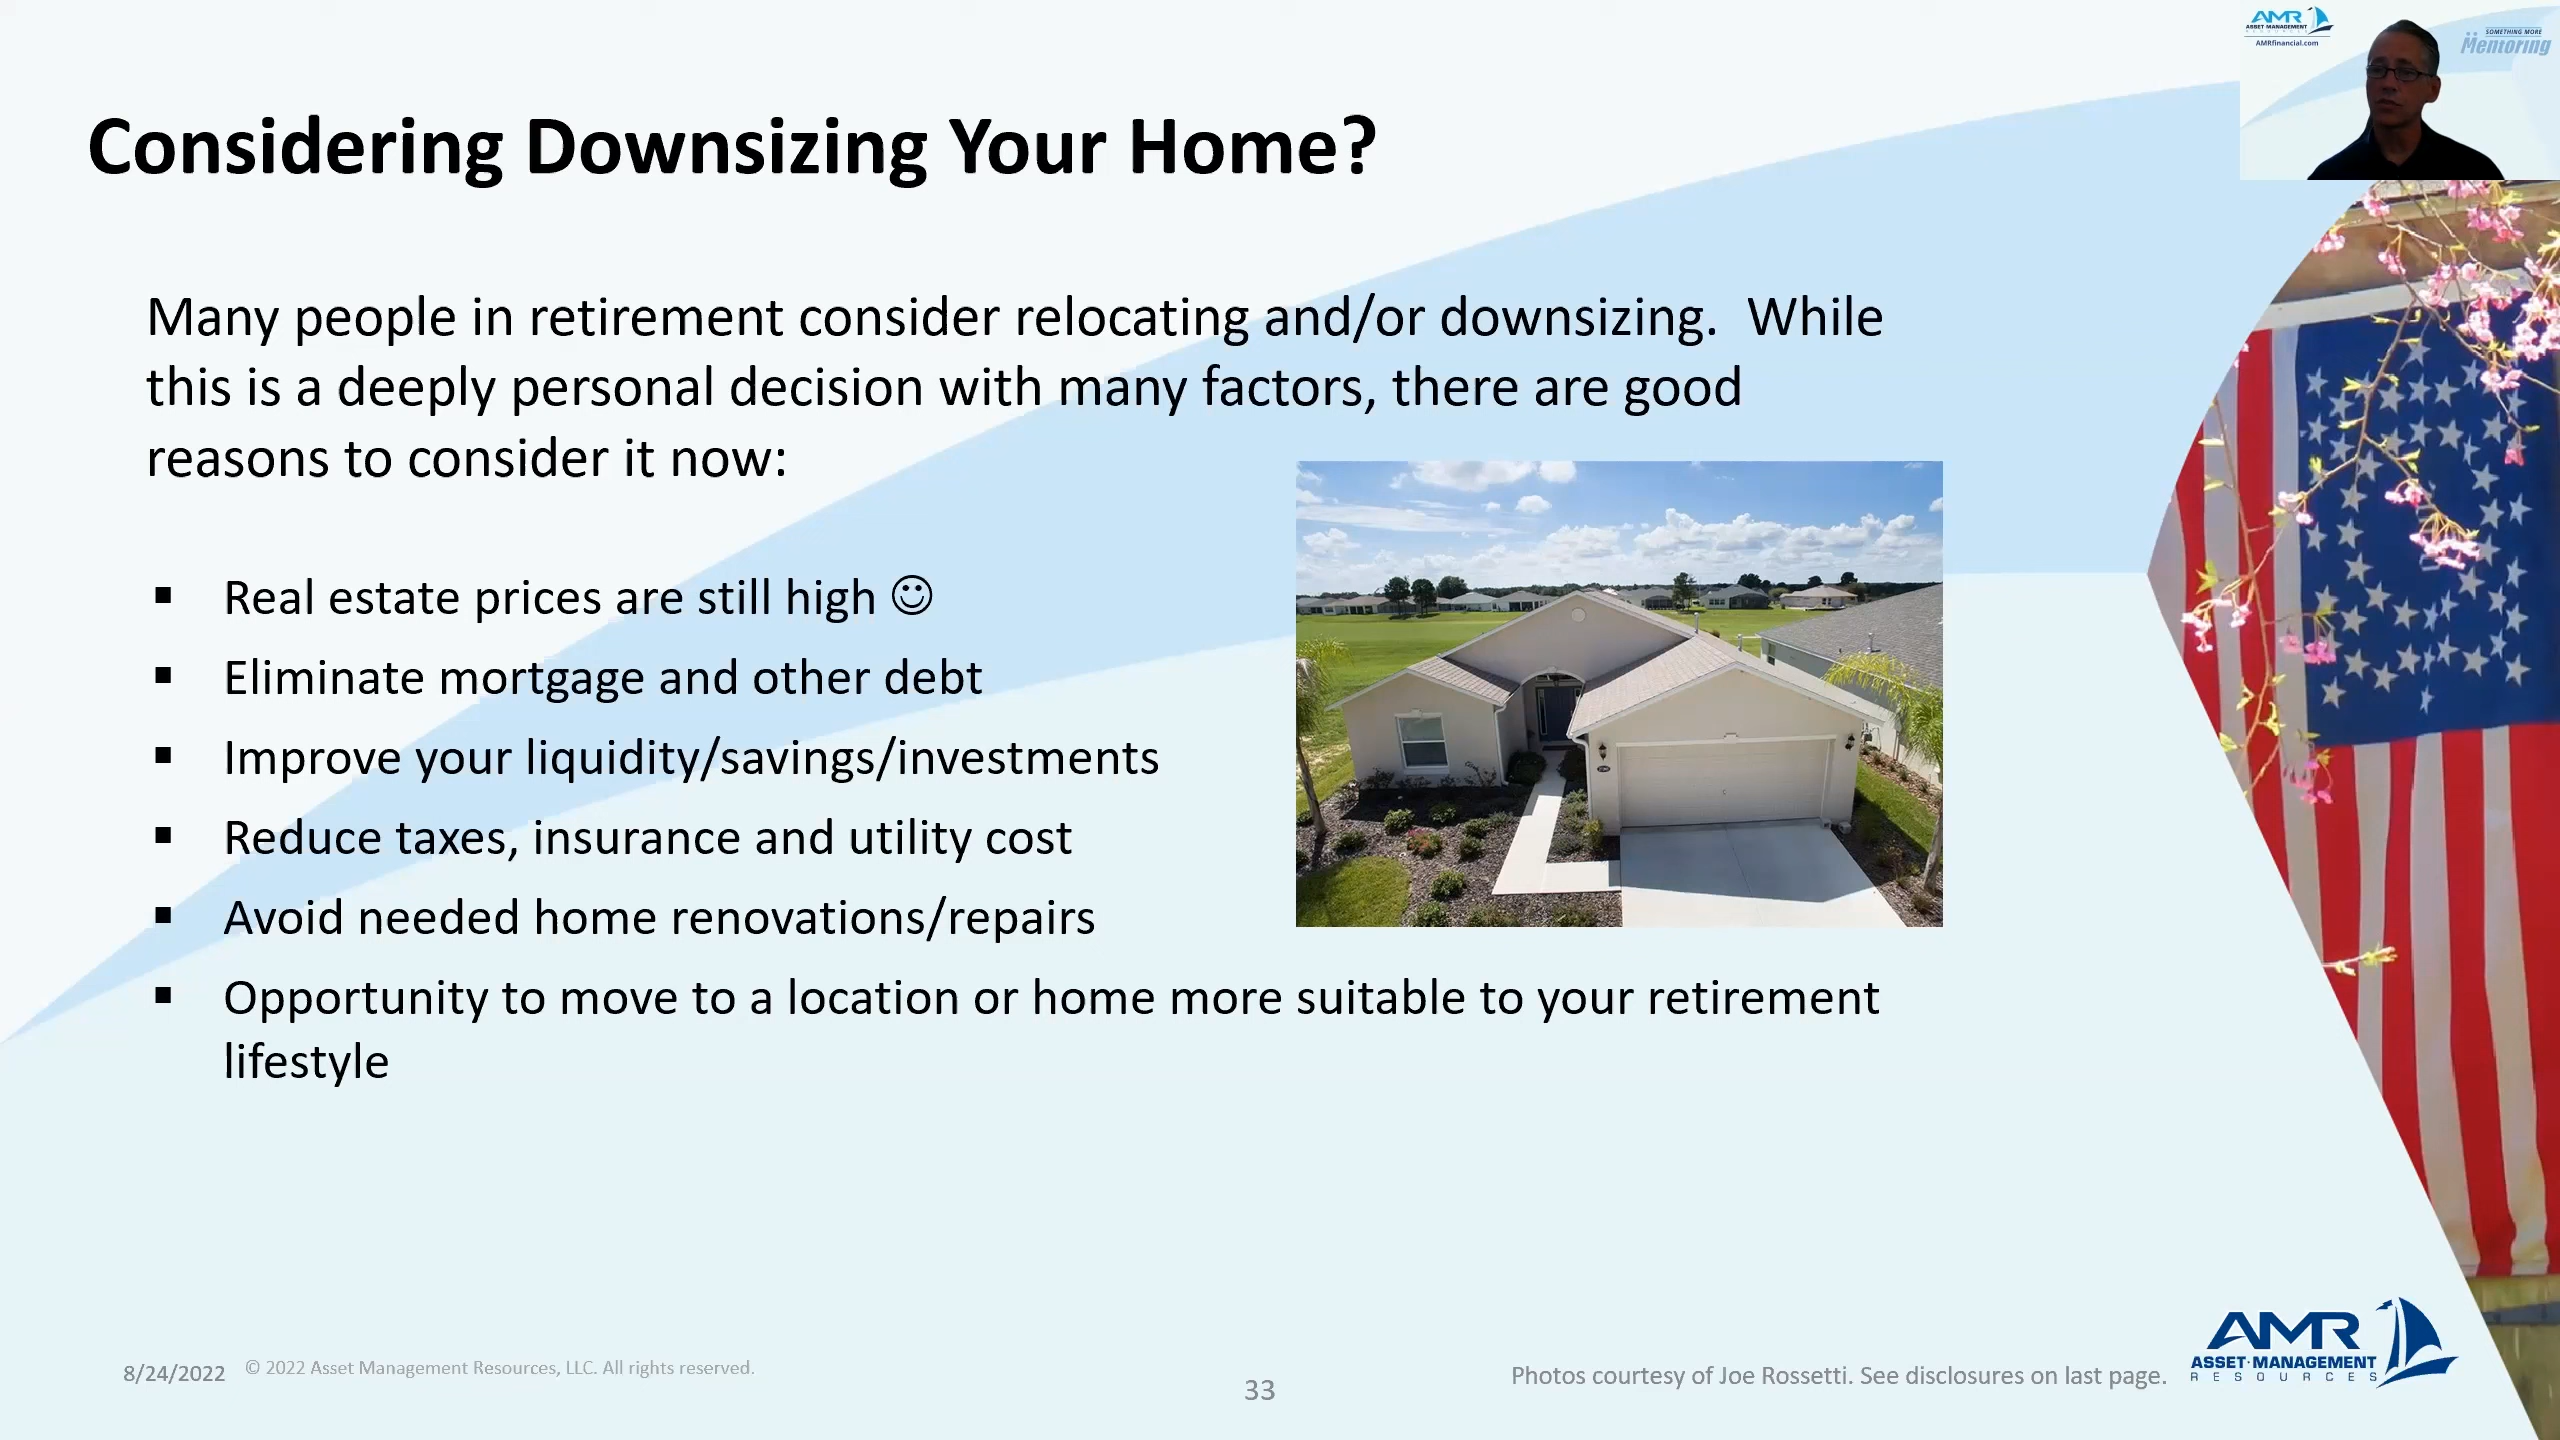 AMR
ASSET MANAGEMENT
RESOURCES
AMRfinancial.com
SOMETHING MORE
Mentoring
Considering Downsizing Your Home?
Many people in retirement consider relocating and/or downsizing.  While
this is a deeply personal decision with many factors, there are good
reasons to consider it now:
▪ Real estate prices are still high ☺
▪ Eliminate mortgage and other debt
▪ Improve your liquidity/savings/investments
▪ Reduce taxes, insurance and utility cost
▪ Avoid needed home renovations/repairs
▪ Opportunity to move to a location or home more suitable to your retirement
lifestyle
8/24/2022
© 2022 Asset Management Resources, LLC. All rights reserved.
33
Photos courtesy of Joe Rossetti. See disclosures on last page.
AMR
ASSET·MANAGEMENT
RESOURCES